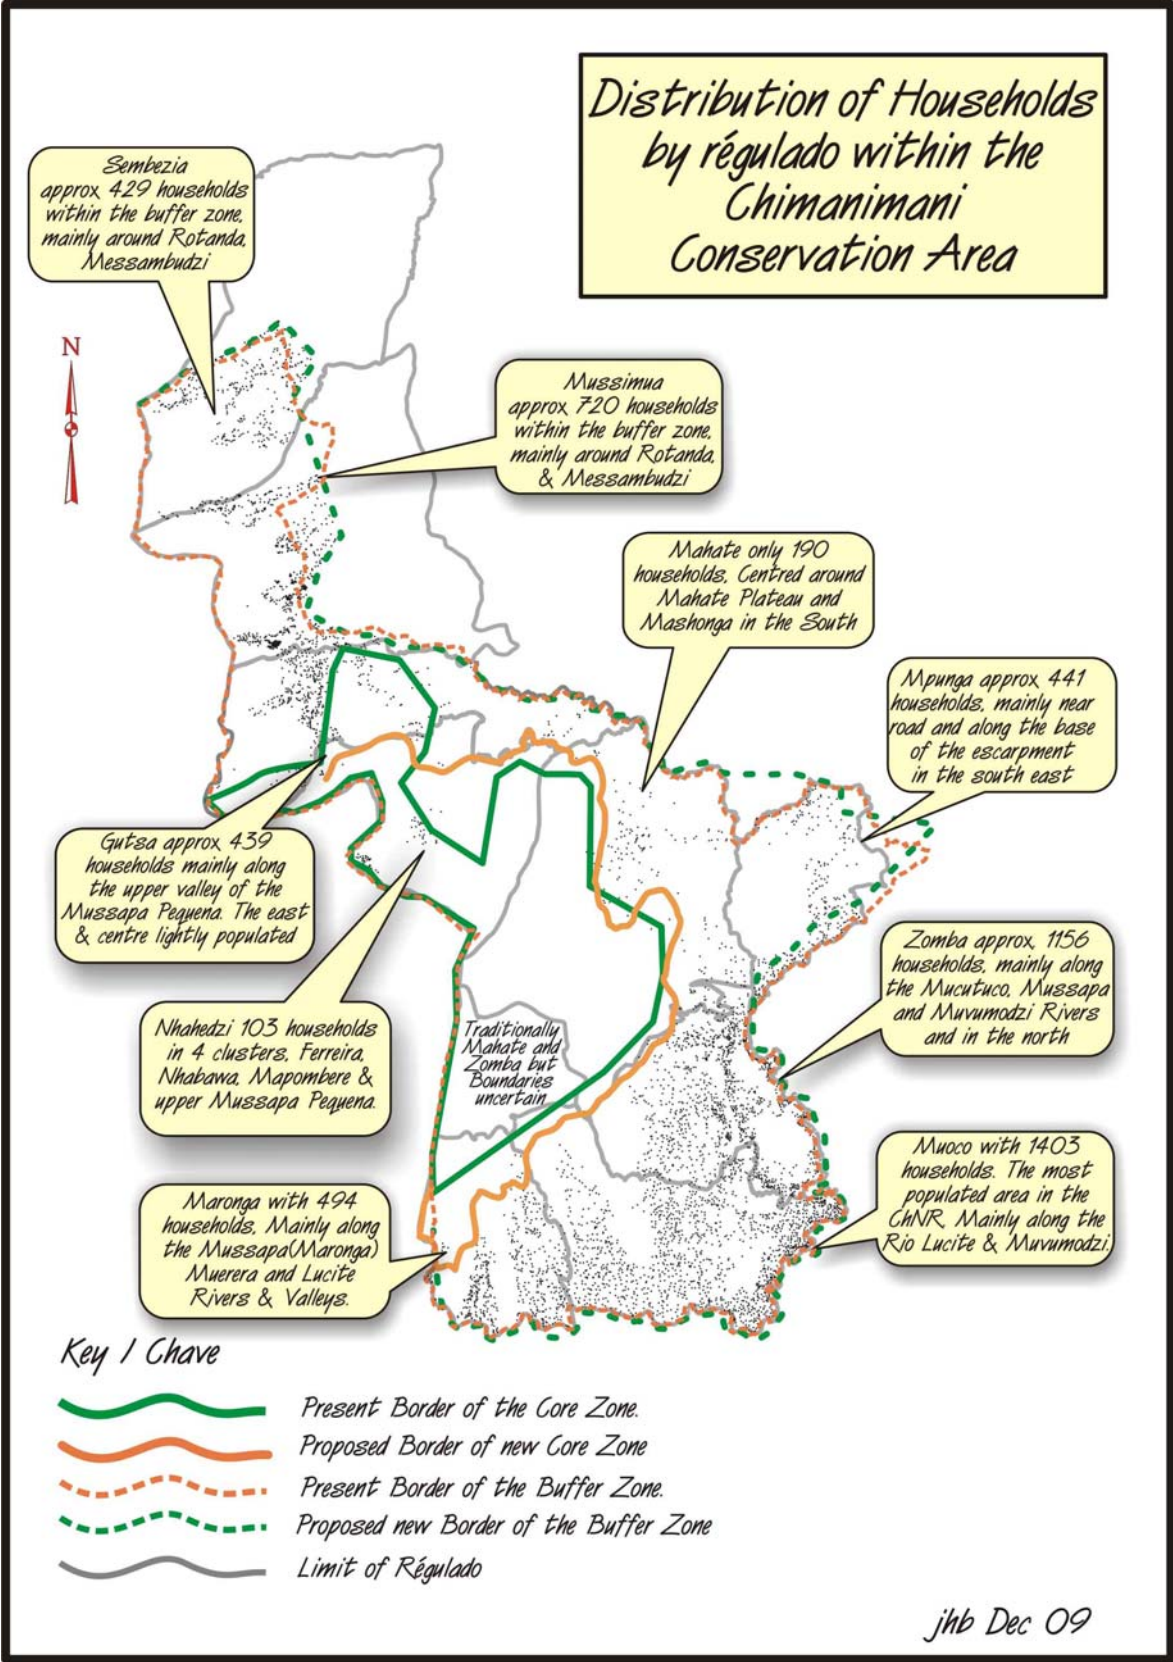 Distribution of Households
by régulado within the
Chimanimani
Conservation Area
Sembezia
approx. 429 households
within the buffer zone,
mainly around Rotanda,
Messambudzi
N
Mussimua
approx. 720 households
within the buffer zone,
mainly around Rotanda,
& Messambudzi
Mahate only 190
households, Centred around
Mahate Plateau and
Mashonga in the South
Mpunga approx 441
households, mainly near
road and along the base
of the escarpment
in the south east
Gutsa approx 439
households mainly along
the upper valley of the
Mussapa Pequena. The east
& centre lightly populated
Zomba approx. 1156
households, mainly along
the Mucutuco, Mussapa
and Muvumodzi Rivers
and in the north
Nhahedzi 103 households
in 4 clusters, Ferreira,
Nhabawa, Mapombere &
upper Mussapa Pequena.
Traditionally
Mahate and
Zomba but
Boundaries
uncertain
Muoco with 1403
households. The most
populated area in the
ChNR, Mainly along the
Rio Lucite & Muvumodzi.
Maronga with 494
households, Mainly along
the Mussapa(Maronga)
Muerera and Lucite
Rivers & Valleys.
Key / Chave
Present Border of the Core Zone.
Proposed Border of new Core Zone
Present Border of the Buffer Zone.
Proposed new Border of the Buffer Zone
Limit of Régulado
jhb Dec 09